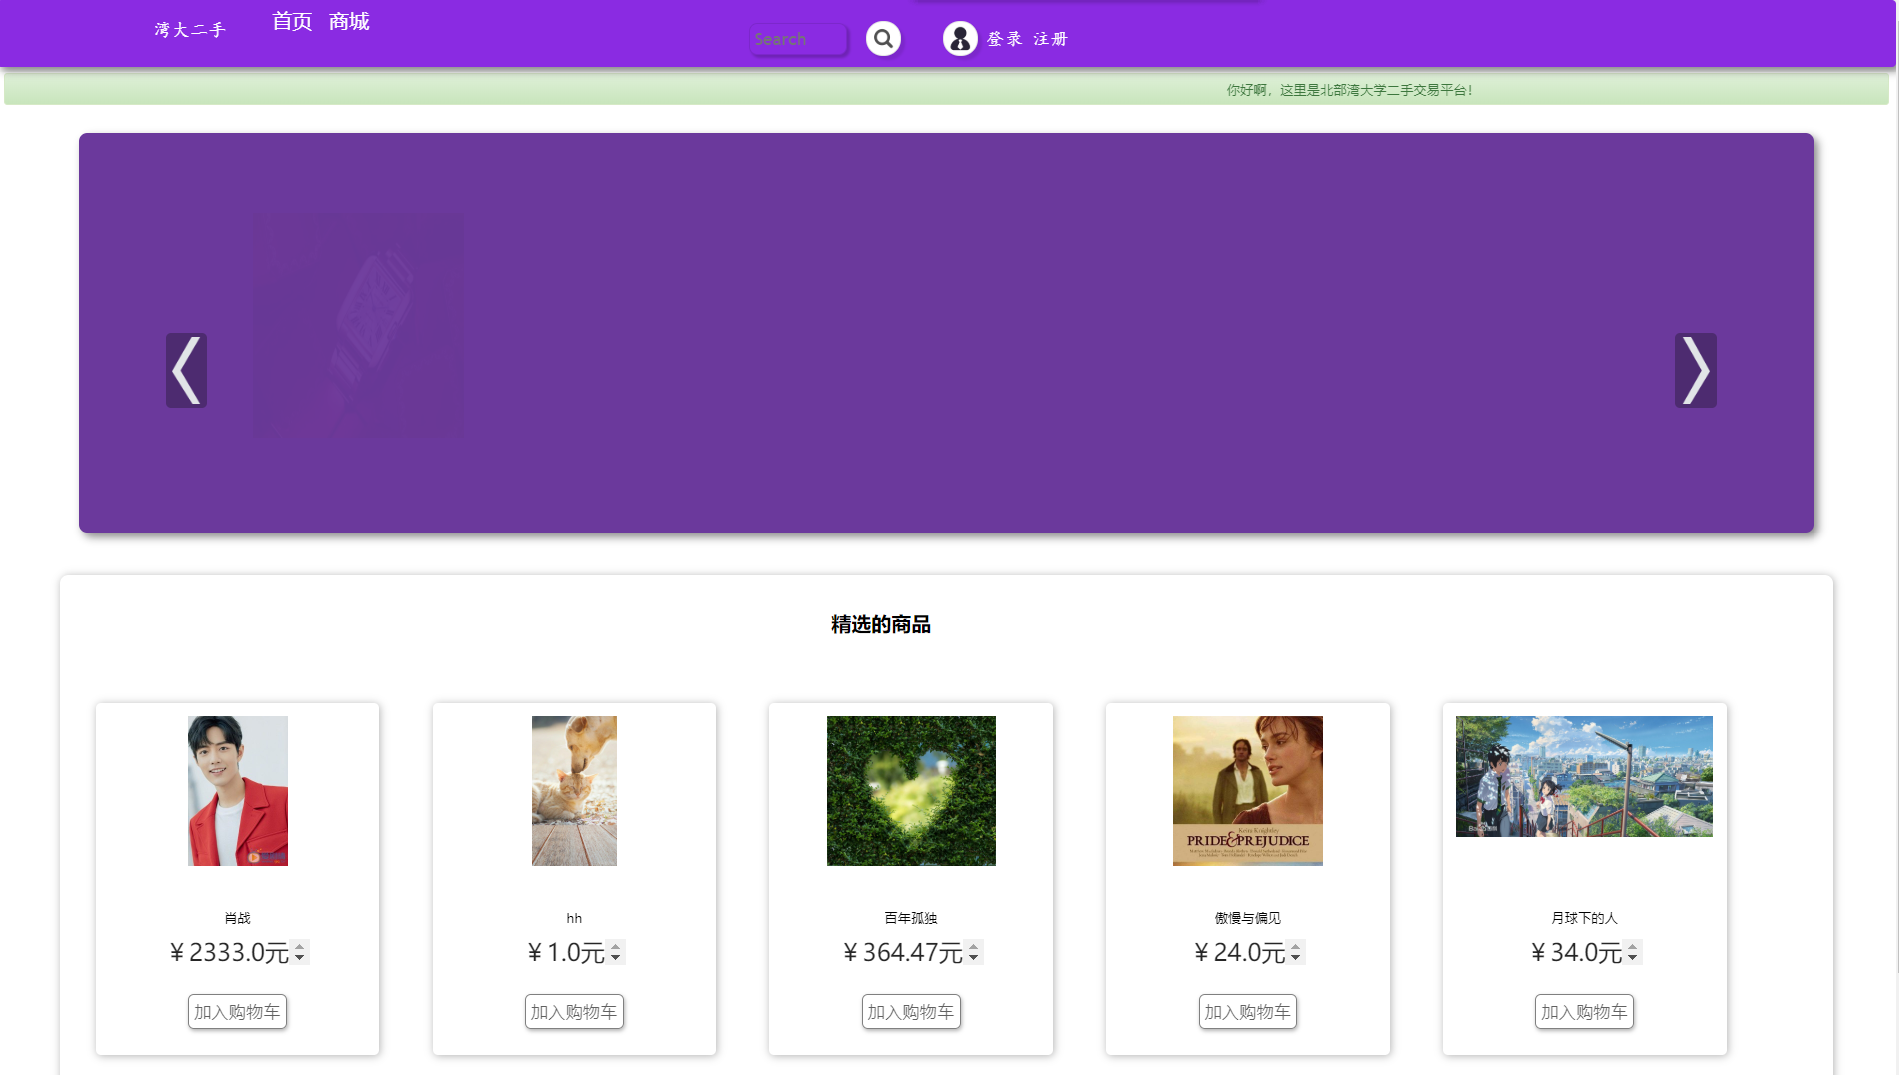 湾大二手 首页 商城 Search 登录 注册
你好啊，这里是北部湾大学二手交易平台！
精选的商品
Keira Knightley
PRIDE & PREJUDICE
肖战 hh 百年孤独 傲慢与偏见 月球下的人
￥2333.0元 ￥1.0元 ￥364.47元 ￥24.0元 ￥34.0元
加入购物车 加入购物车 加入购物车 加入购物车 加入购物车